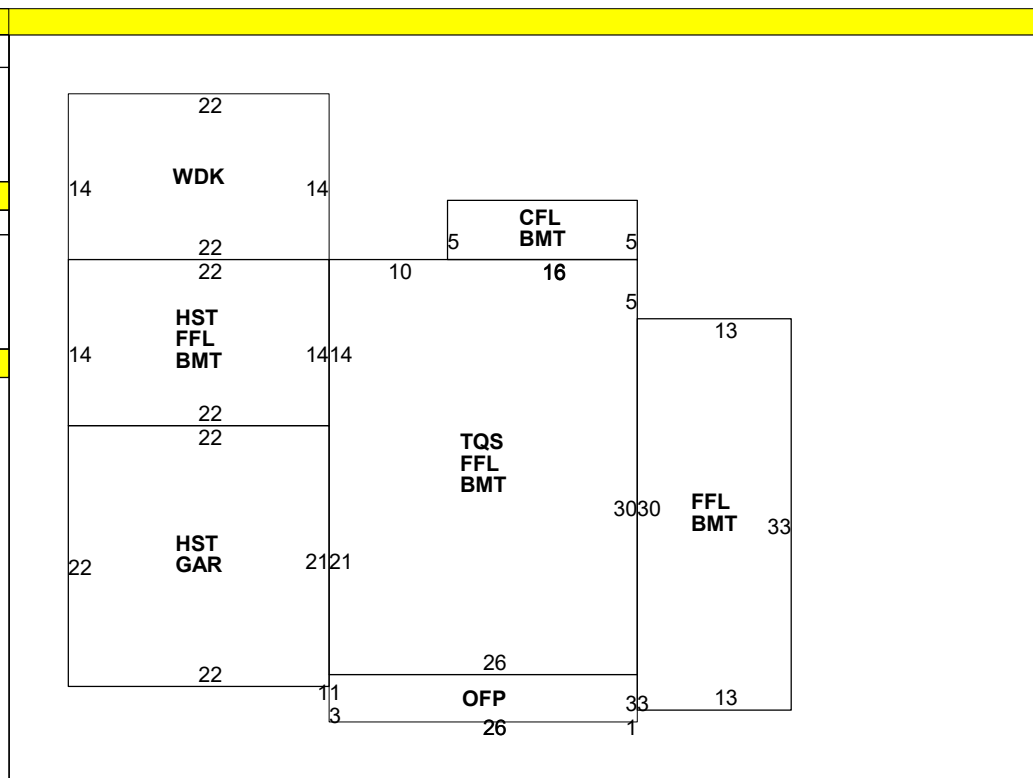 22
WDK
14 14
22
CFL
BMT
5 5
22
10 16
5
HST
FFL
BMT
14 1414
13
22
22
TQS
FFL
BMT
3030
FFL
BMT
33
HST
GAR
22 2121
22
26
11
3
OFP
33
13
26
1